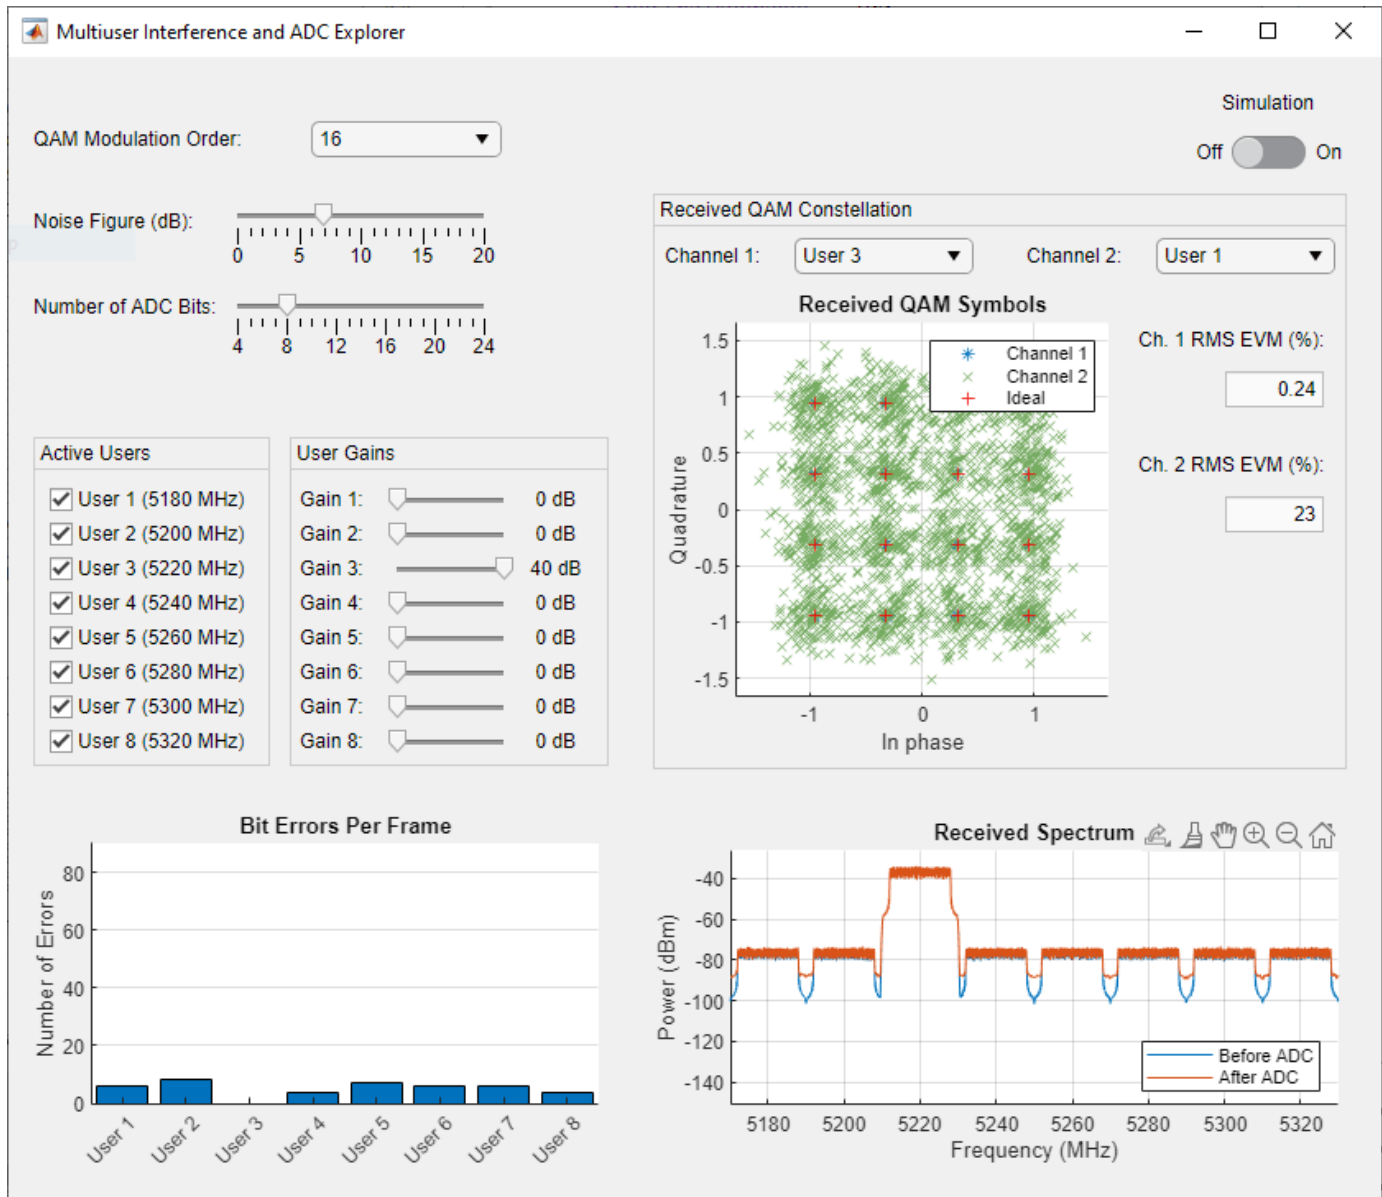 Multiuser Interference and ADC Explorer
Simulation
QAM Modulation Order: 16
Off On
Noise Figure (dB):
0 5 10 15 20
Number of ADC Bits:
4 8 12 16 20 24
Received QAM Constellation
Channel 1: User 3 Channel 2: User 1
Received QAM Symbols
Channel 1
Channel 2
Ideal
1.5
1
0.5
0
-0.5
-1
-1.5
Quadrature
-1 0 1
In phase
Ch. 1 RMS EVM (%):
0.24
Ch. 2 RMS EVM (%):
23
Active Users
User 1 (5180 MHz)
User 2 (5200 MHz)
User 3 (5220 MHz)
User 4 (5240 MHz)
User 5 (5260 MHz)
User 6 (5280 MHz)
User 7 (5300 MHz)
User 8 (5320 MHz)
User Gains
Gain 1: 0 dB
Gain 2: 0 dB
Gain 3: 40 dB
Gain 4: 0 dB
Gain 5: 0 dB
Gain 6: 0 dB
Gain 7: 0 dB
Gain 8: 0 dB
Bit Errors Per Frame
80
60
40
20
0
Number of Errors
User 1 User 2 User 3 User 4 User 5 User 6 User 7 User 8
Received Spectrum
-40
-60
-80
-100
-120
-140
Power (dBm)
Before ADC
After ADC
5180 5200 5220 5240 5260 5280 5300 5320
Frequency (MHz)